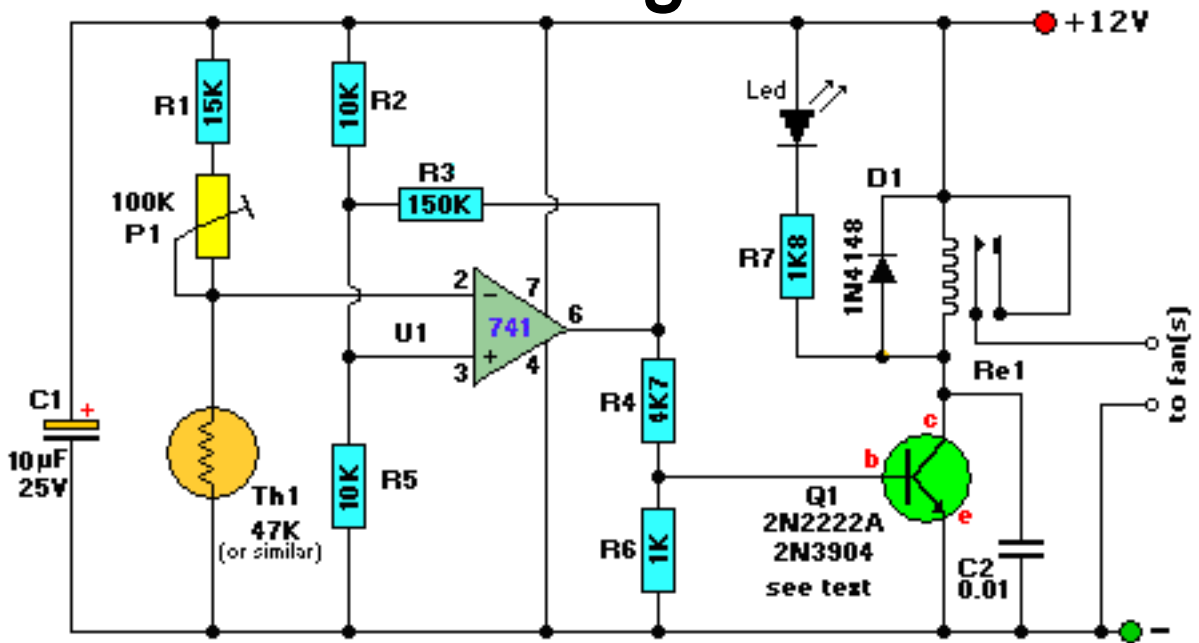 +12V
Led
R1
15K
10K
R2
R3
150K
D1
100K
P1
R7
1K8
1N4148
2
−
7
741
6
U1
3
+
4
to fan(s)
Re1
C1
+
10µF
25V
R4
4K7
c
b
e
Th1
47K
(or similar)
10K
R5
Q1
2N2222A
2N3904
see text
R6
1K
C2
0.01
−